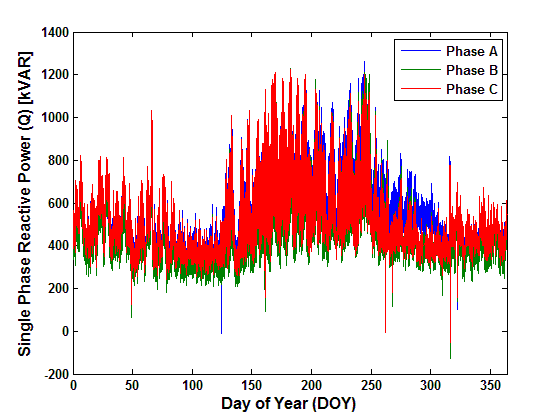 1400
1200
1000
800
600
400
200
0
-200
0 50 100 150 200 250 300 350
Day of Year (DOY)
Single Phase Reactive Power (Q) [kVAR]
Phase A
Phase B
Phase C